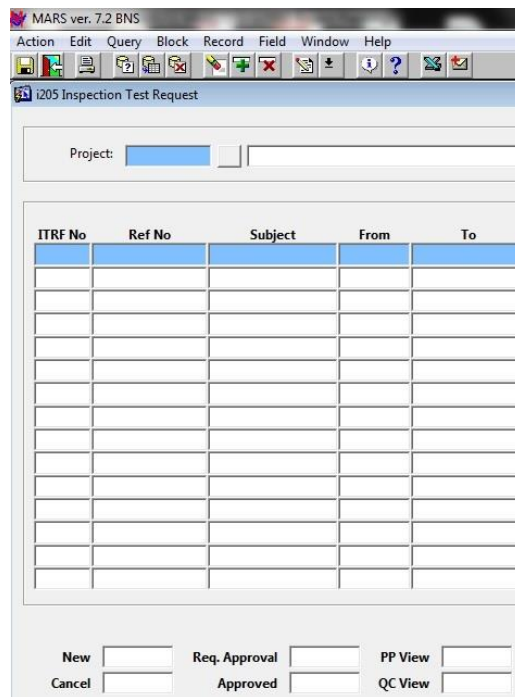 MARS ver. 7.2 BNS
Action Edit Query Block Record Field Window Help
i205 Inspection Test Request
Project:
ITRF No Ref No Subject From To
New Req. Approval PP View
Cancel Approved QC View